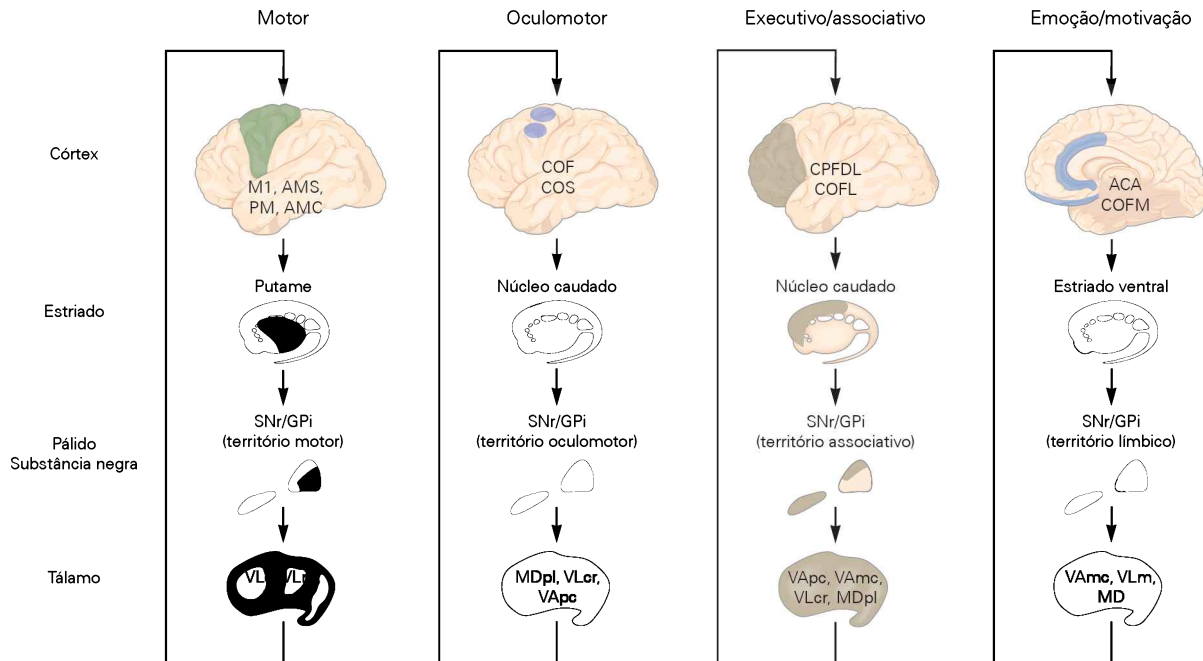 Motor
Oculomotor
Executivo/associativo
Emoção/motivação
Córtex
M1, AMS,
PM, AMC
COF
COS
CPFDL
COFL
ACA
COFM
Estriado
Putame
Núcleo caudado
Núcleo caudado
Estriado ventral
Pálido
Substância negra
SNr/GPi
(território motor)
SNr/GPi
(território oculomotor)
SNr/GPi
(território associativo)
SNr/GPi
(território límbico)
Tálamo
MDpl, VLcr,
VApc
VApc, VAmc,
VLcr, MDpl
VAmc, VLm,
MD